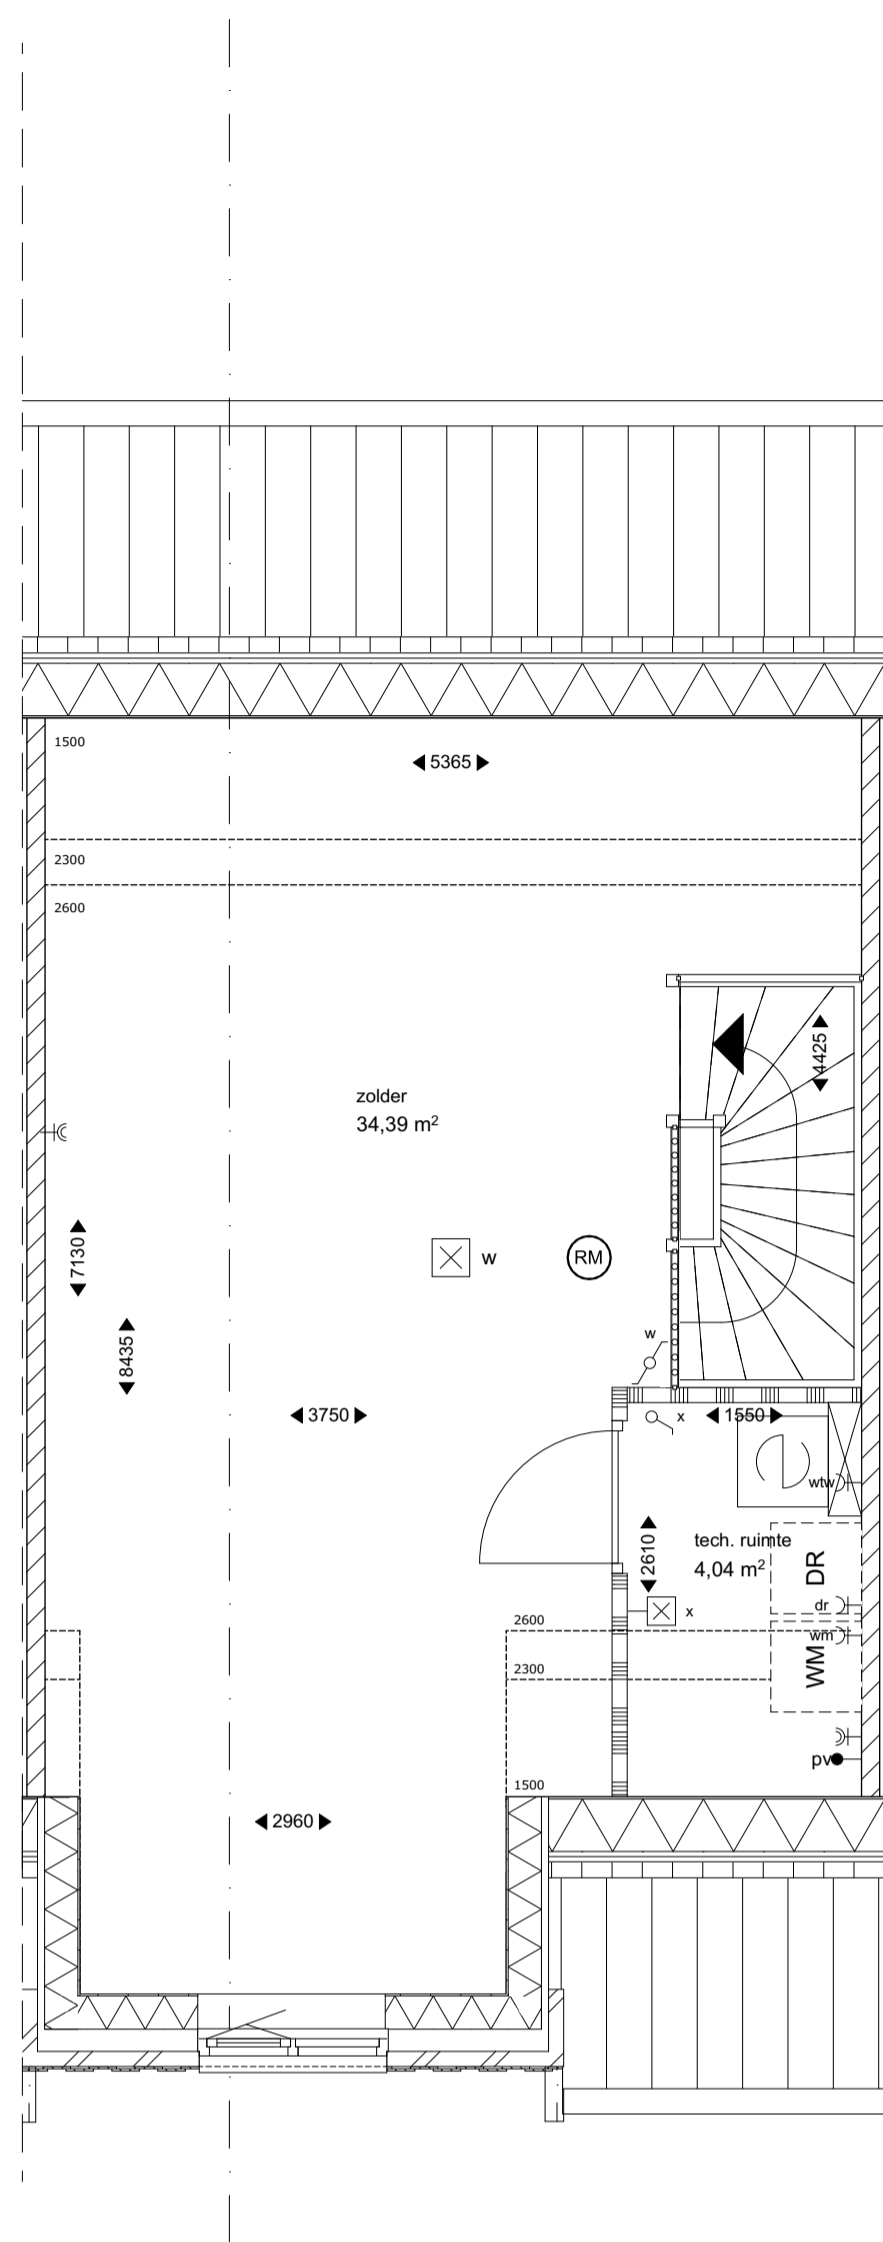 1500
5365
2300
2600
4425
zolder
34,39 m²
7130
w
RM
8435
w
3750
x
1550
wtw
2610
tech. ruimte
4,04 m²
DR
dr
x
2600
wm
WM
2300
pv
1500
2960